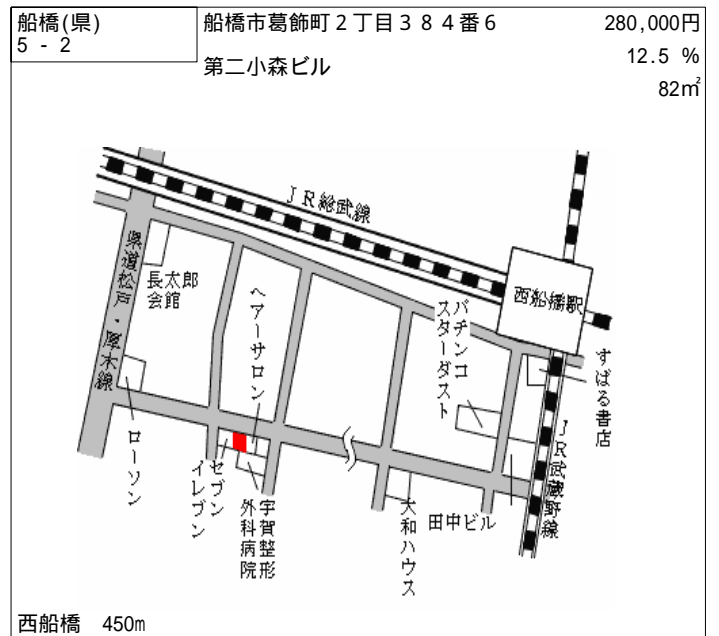 船橋(県)
5 - 2
船橋市葛飾町２丁目３８４番6
第二小森ビル
280,000円
12.5 %
82㎡
ＪＲ総武線
西船橋駅
県道松戸・厚木線
長太郎
会館
ヘアーサロン
パチンコ
スターダスト
すばる書店
ＪＲ武蔵野線
ローソン
セブン
イレブン
宇賀整形
外科病院
大和ハウス
田中ビル
西船橋 450m